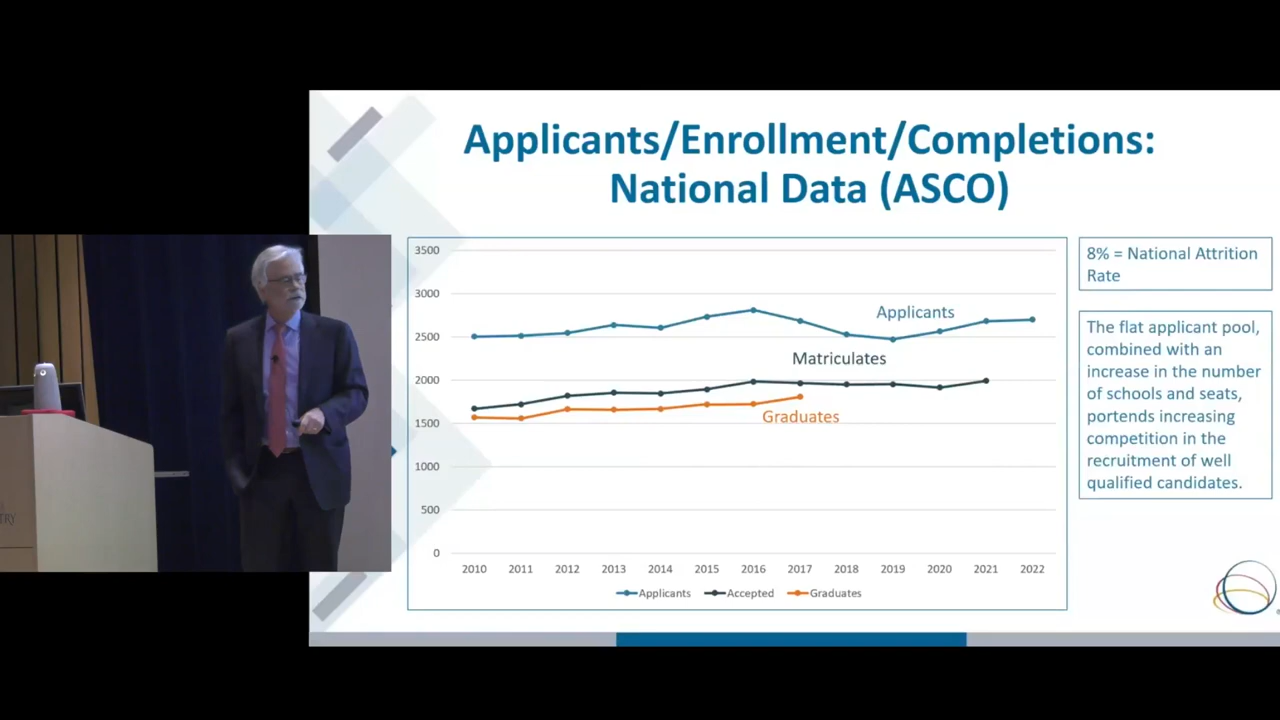 Applicants/Enrollment/Completions:
National Data (ASCO)
3500
3000
2500
2000
1500
1000
500
0
Applicants
Matriculates
Graduates
2010 2011 2012 2013 2014 2015 2016 2017 2018 2019 2020 2021 2022
Applicants Accepted Graduates
8% = National Attrition
Rate
The flat applicant pool,
combined with an
increase in the number
of schools and seats,
portends increasing
competition in the
recruitment of well
qualified candidates.
TRY
®